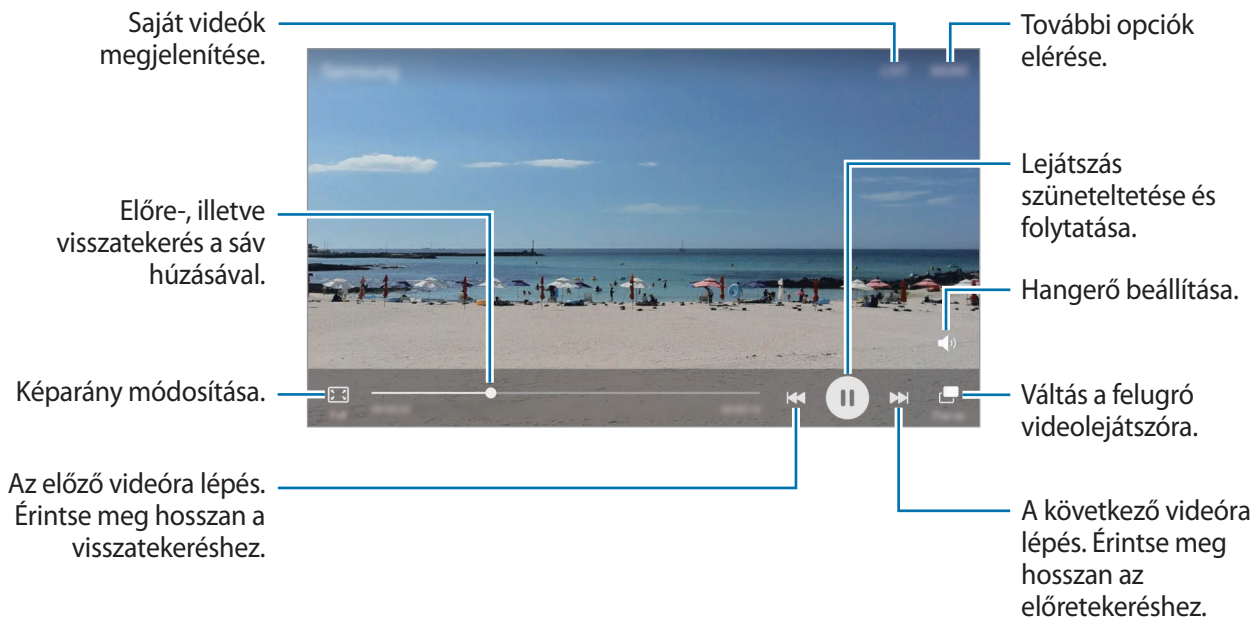 Saját videók
megjelenítése.
További opciók
elérése.
Előre-, illetve
visszatekerés a sáv
húzásával.
Lejátszás
szüneteltetése és
folytatása.
Hangerő beállítása.
Képarány módosítása.
Váltás a felugró
videolejátszóra.
Az előző videóra lépés.
Érintse meg hosszan a
visszatekeréshez.
A következő videóra
lépés. Érintse meg
hosszan az
előretekeréshez.